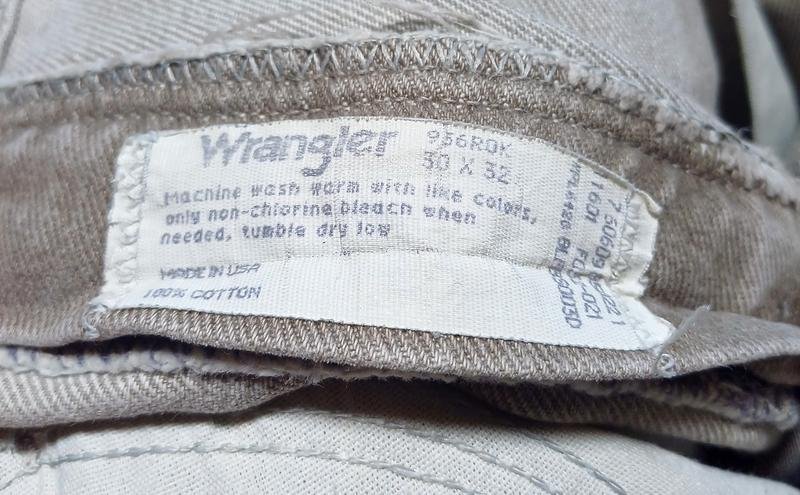 Wrangler
936ROK
30 X 32
Machine wash warm with like colors,
only non-chlorine bleach when
needed, tumble dry low
MADE IN USA
100% COTTON